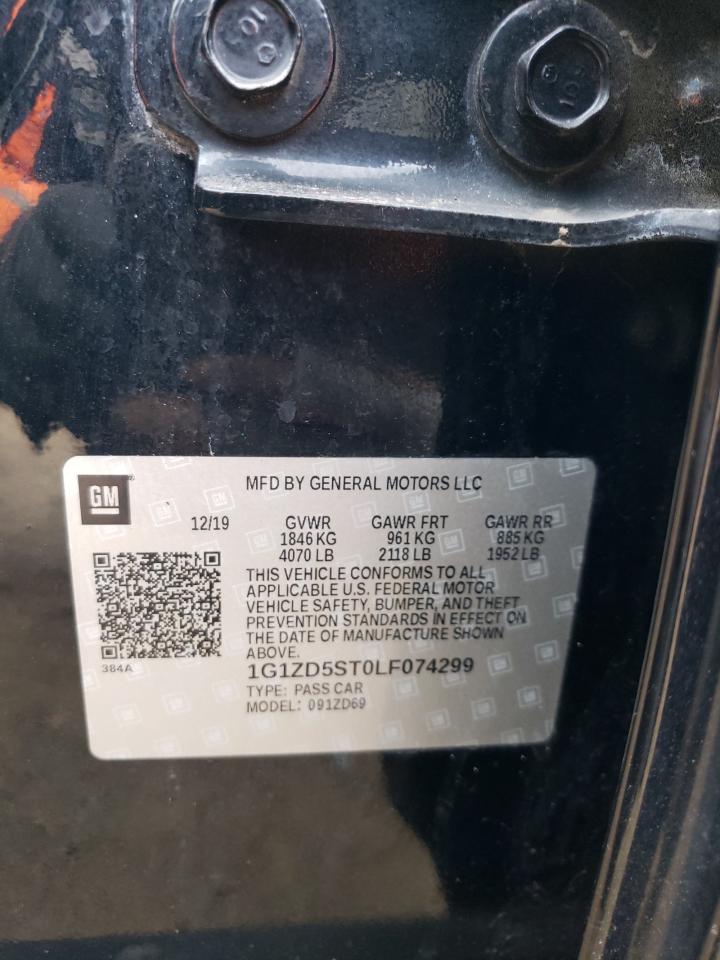 10
10
GM
MFD BY GENERAL MOTORS LLC
12/19 GVWR GAWR FRT GAWR RR
1846 KG 961 KG 885 KG
4070 LB 2118 LB 1952 LB
THIS VEHICLE CONFORMS TO ALL
APPLICABLE U.S. FEDERAL MOTOR
VEHICLE SAFETY, BUMPER, AND THEFT
PREVENTION STANDARDS IN EFFECT ON
THE DATE OF MANUFACTURE SHOWN
ABOVE.
384A
1G1ZD5ST0LF074299
TYPE: PASS CAR
MODEL: 091ZD69